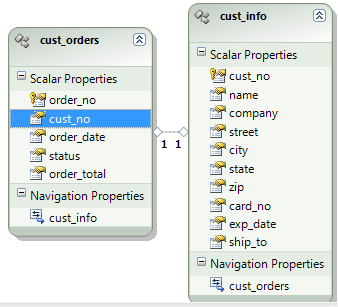 cust_orders
Scalar Properties
order_no
cust_no
order_date
status
order_total
Navigation Properties
cust_info
1 1
cust_info
Scalar Properties
cust_no
name
company
street
city
state
zip
card_no
exp_date
ship_to
Navigation Properties
cust_orders